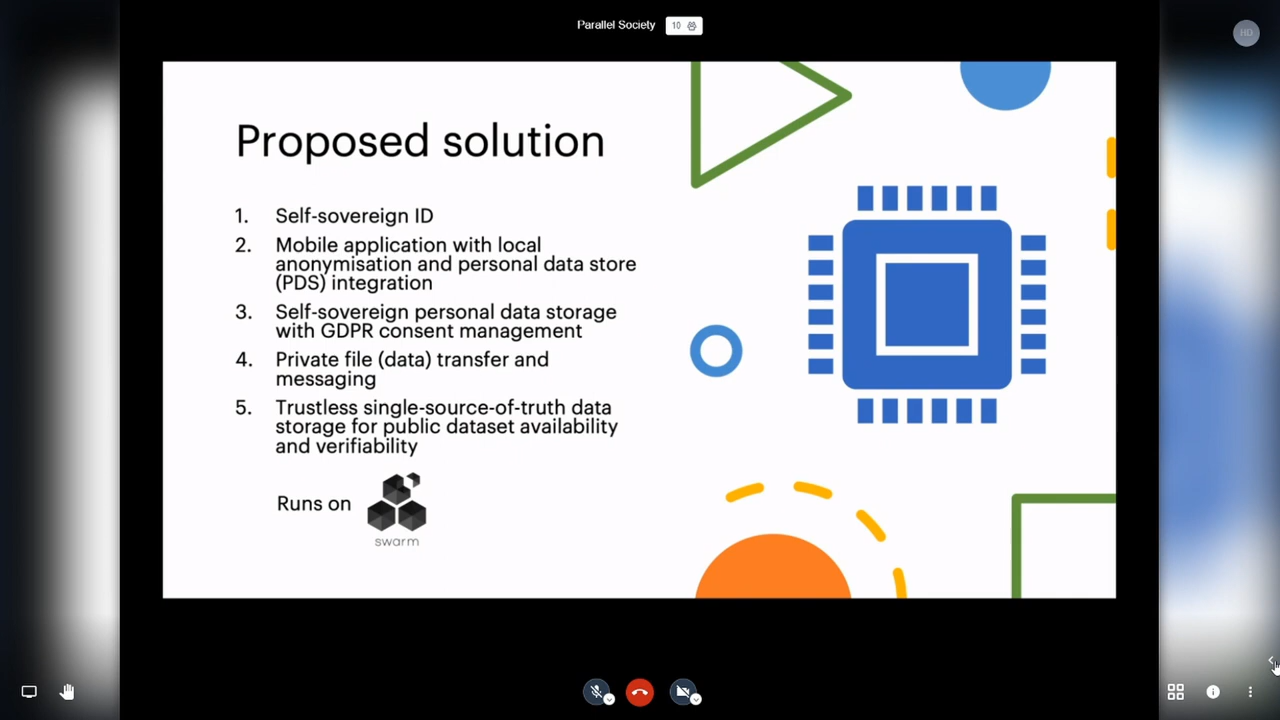 Parallel Society 10
HD
Proposed solution
1. Self-sovereign ID
2. Mobile application with local
anonymisation and personal data store
(PDS) integration
3. Self-sovereign personal data storage
with GDPR consent management
4. Private file (data) transfer and
messaging
5. Trustless single-source-of-truth data
storage for public dataset availability
and verifiability
Runs on
swarm